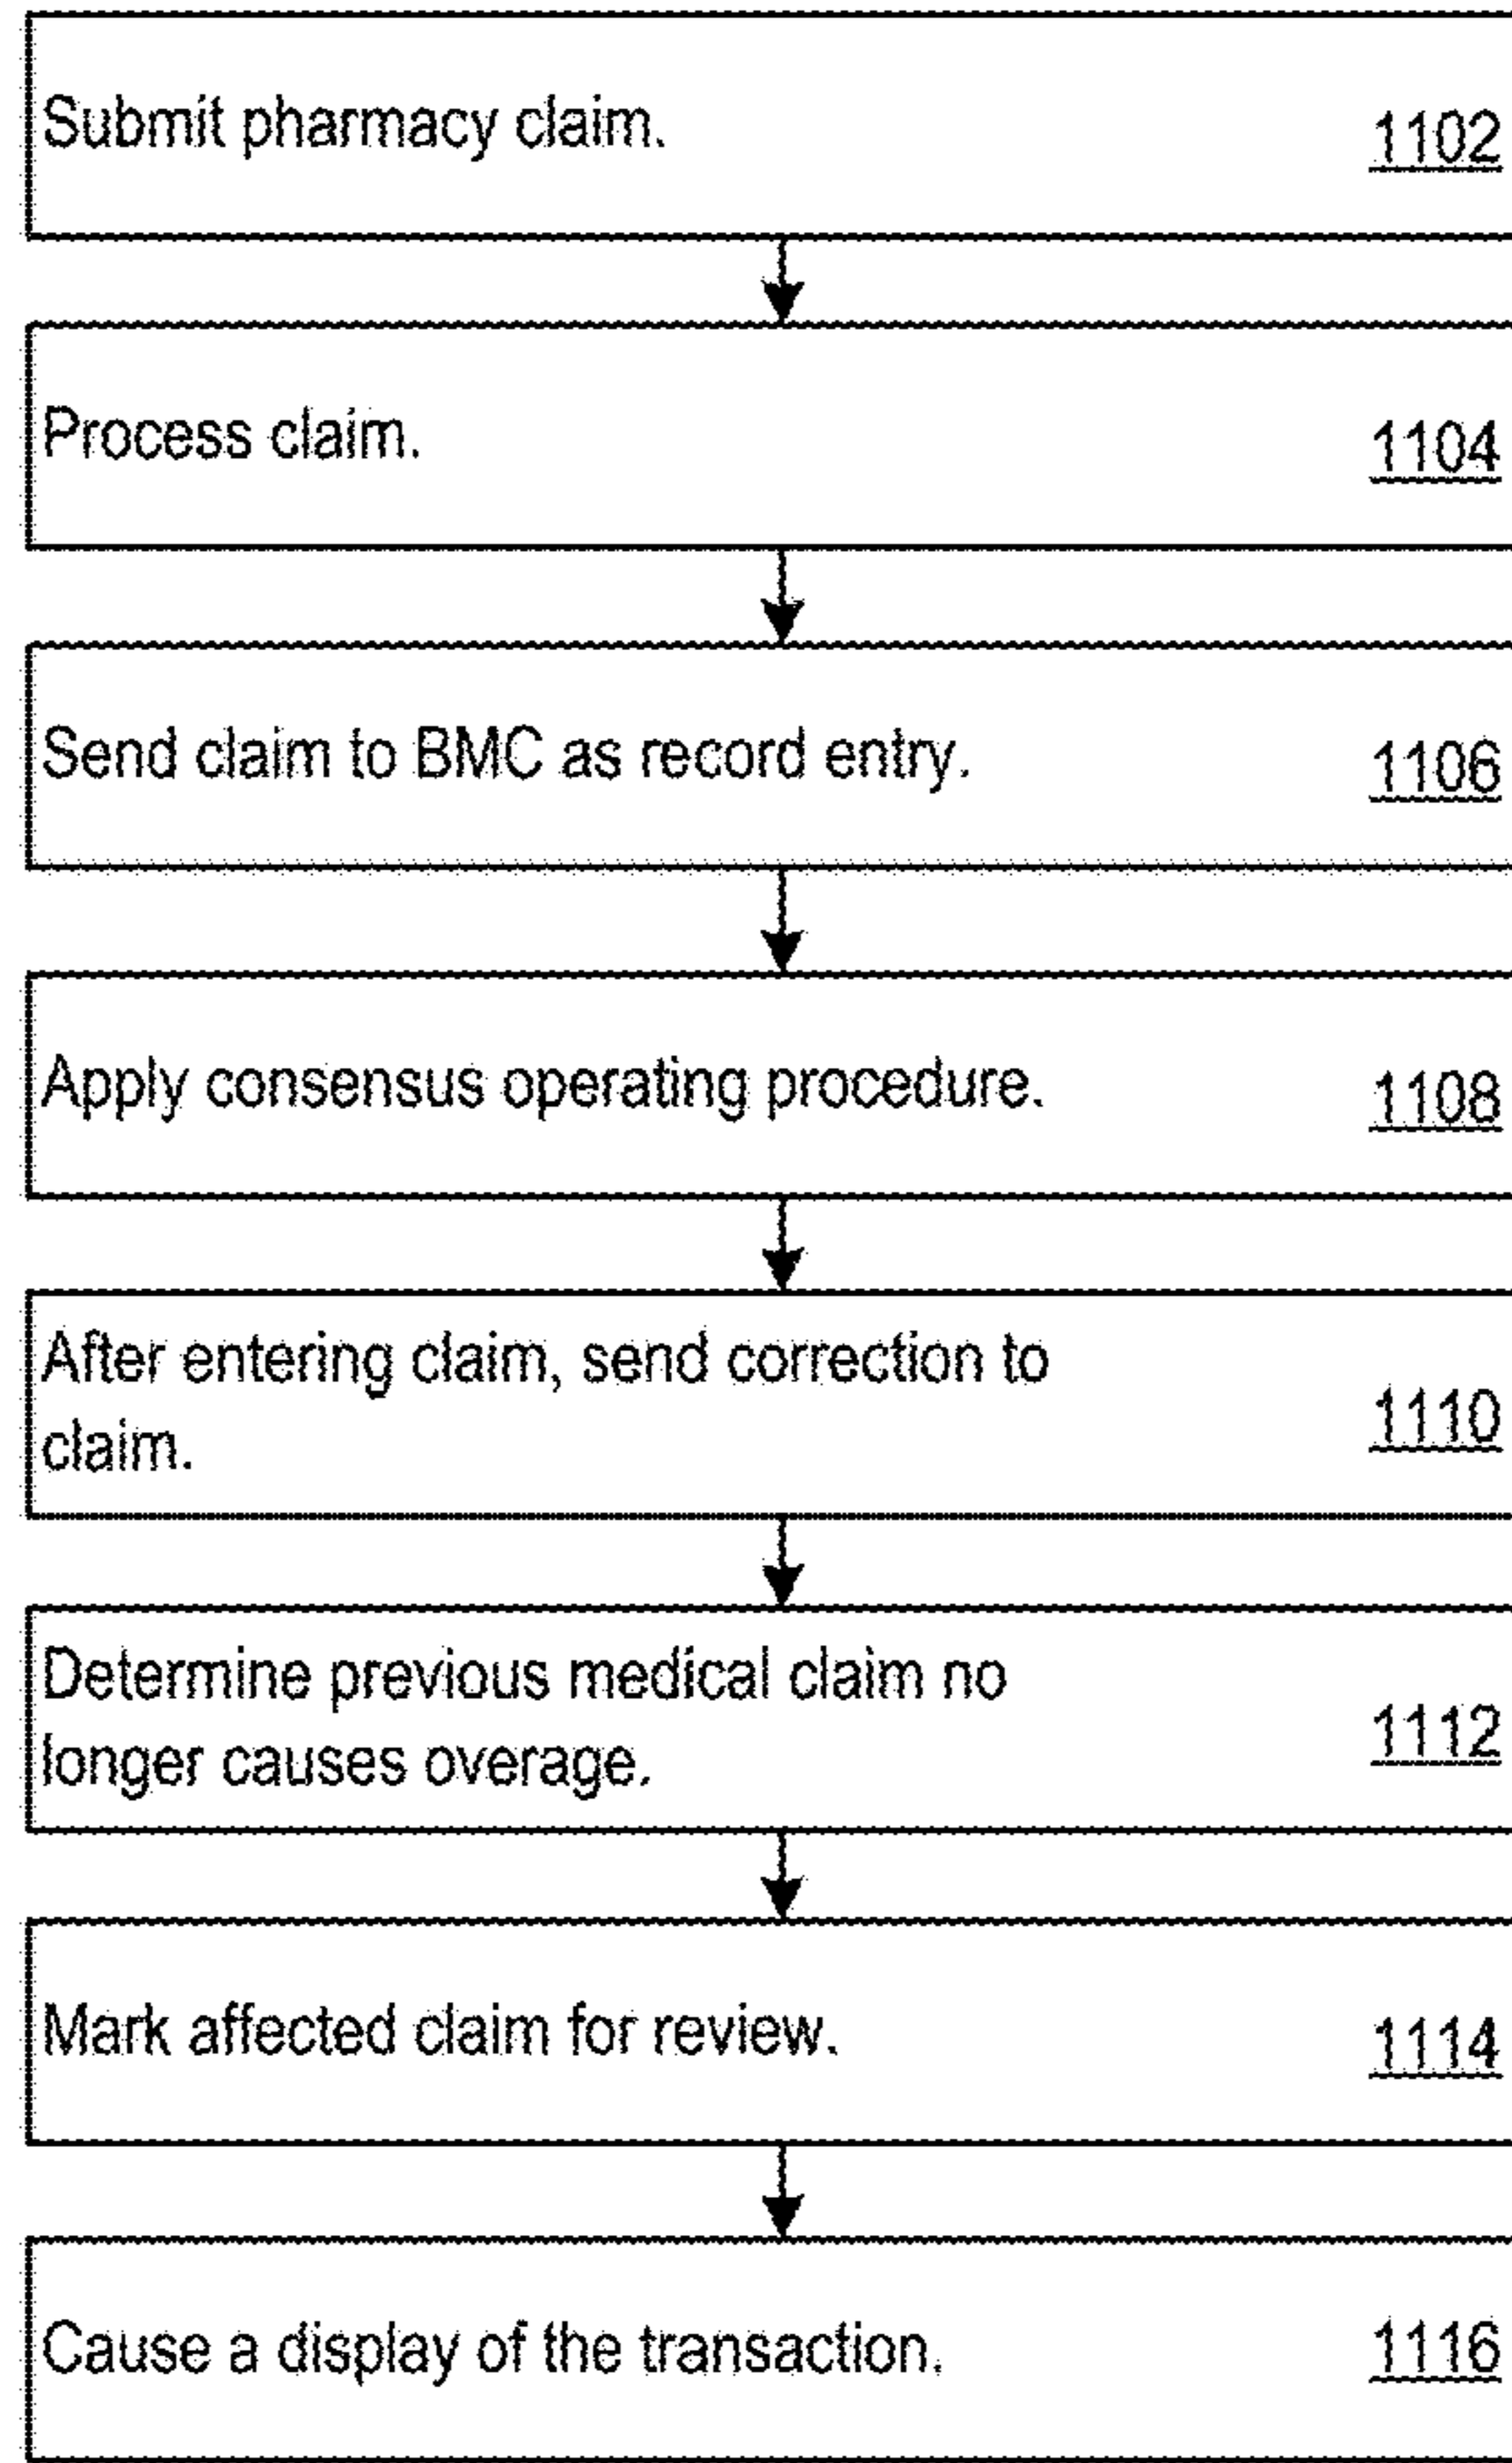 Submit pharmacy claim. 1102
Process claim. 1104
Send claim to BMC as record entry. 1106
Apply consensus operating procedure. 1108
After entering claim, send correction to
claim. 1110
Determine previous medical claim no
longer causes overage. 1112
Mark affected claim for review. 1114
Cause a display of the transaction. 1116